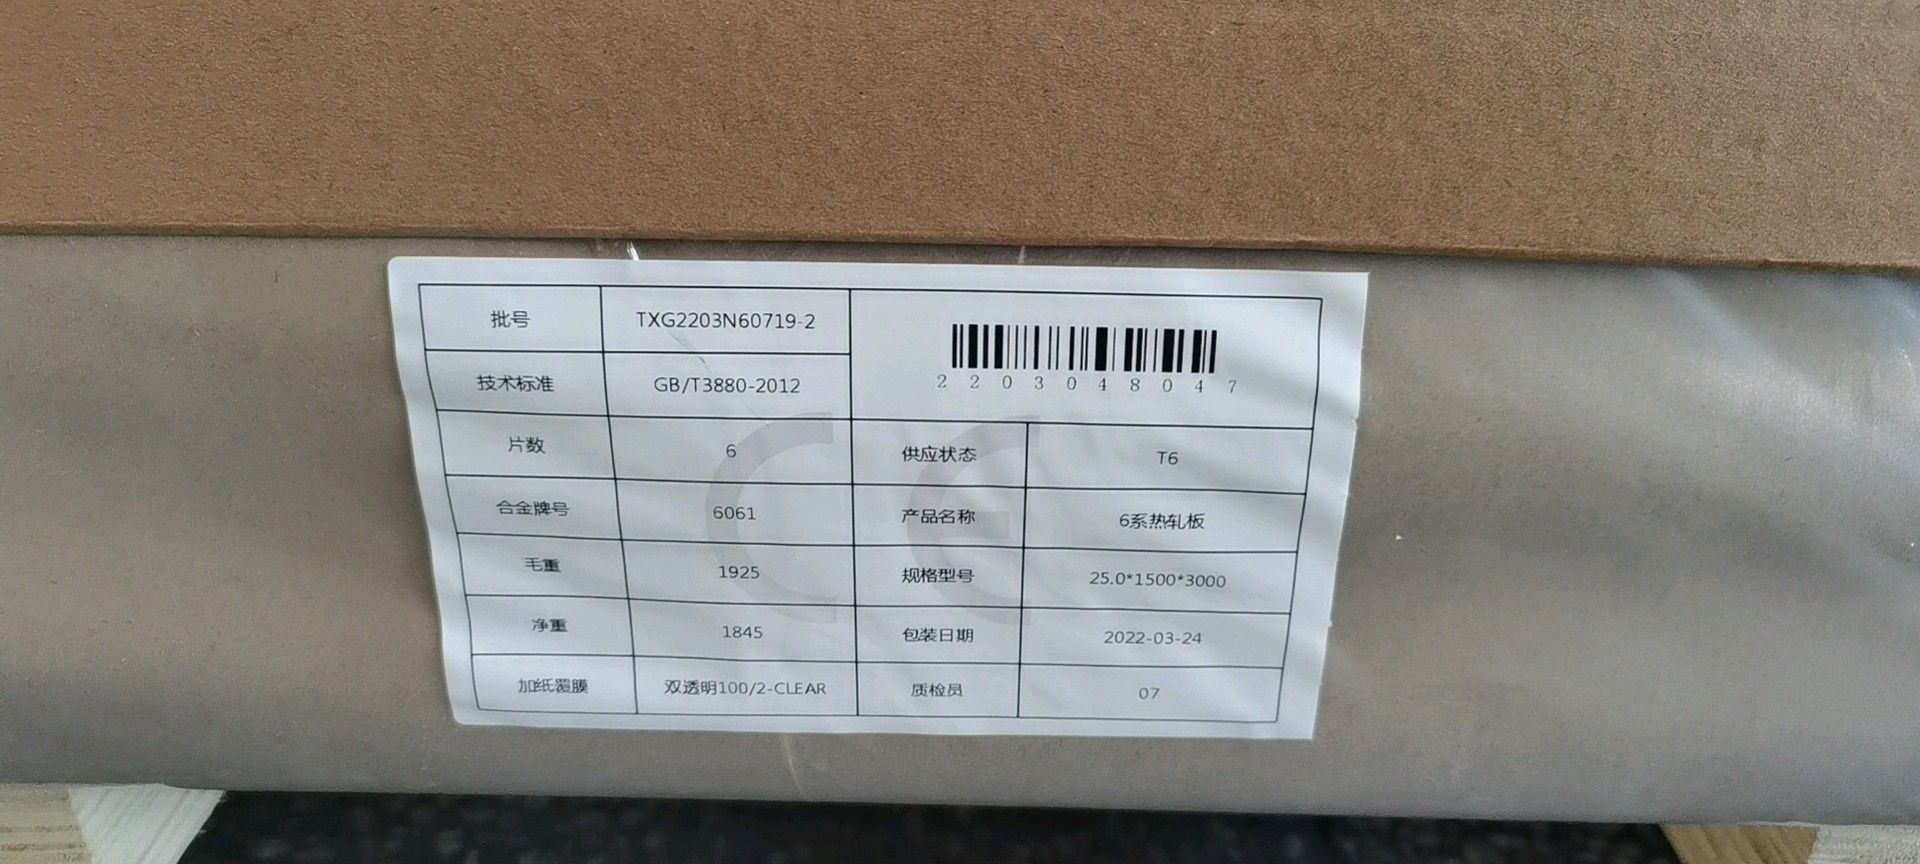 批号 TXG2203N60719-2
2203048047
技术标准 GB/T3880-2012
片数 6 供应状态 T6
合金牌号 6061 产品名称 6系热轧板
毛重 1925 规格型号 25.0*1500*3000
净重 1845 包装日期 2022-03-24
加纸覆膜 双透明100/2-CLEAR 质检员 07
CE